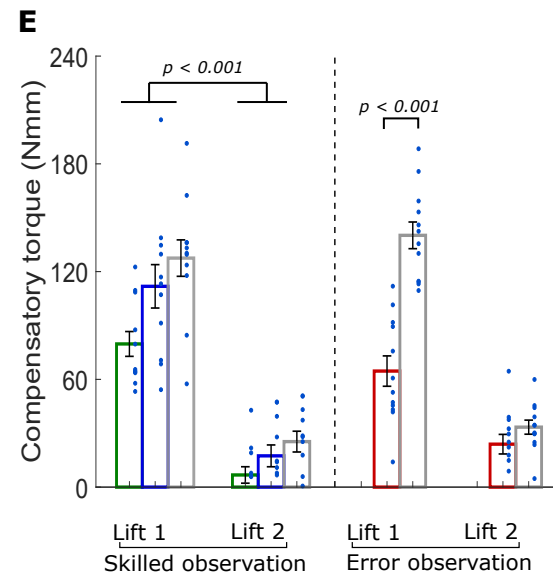 E
Compensatory torque (Nmm)
240
180
120
60
0
p < 0.001
p < 0.001
Lift 1 Lift 2 Lift 1 Lift 2
Skilled observation Error observation